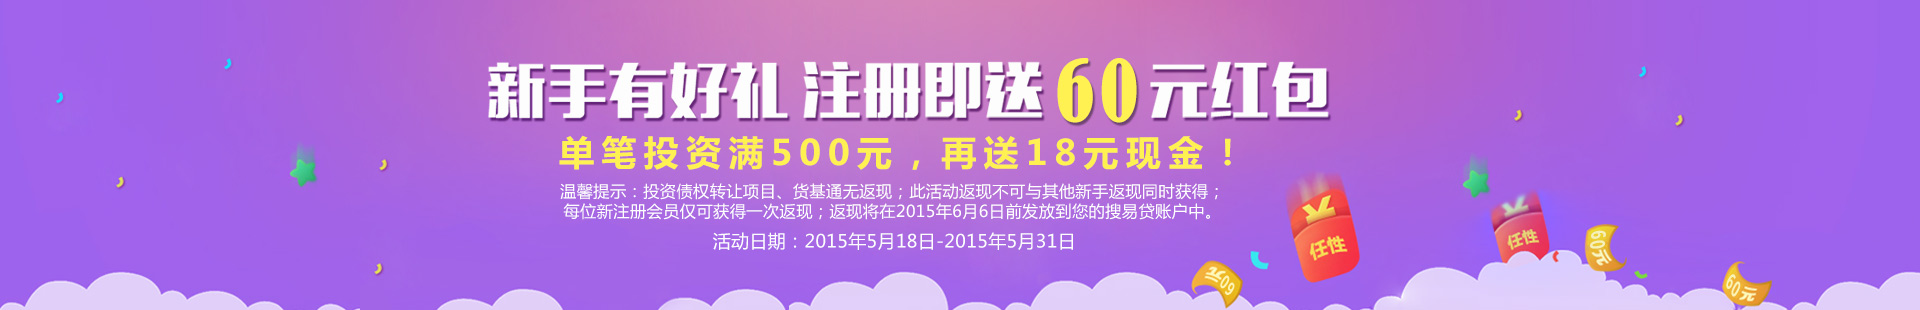 新手有好礼 注册即送60元红包
单笔投资满500元，再送18元现金！
温馨提示：投资债权转让项目、货基通无返现；此活动返现不可与其他新手返现同时获得；
每位新注册会员仅可获得一次返现；返现将在2015年6月6日前发放到您的搜易贷账户中。
活动日期：2015年5月18日-2015年5月31日
任性
任性
60元
60元
60元